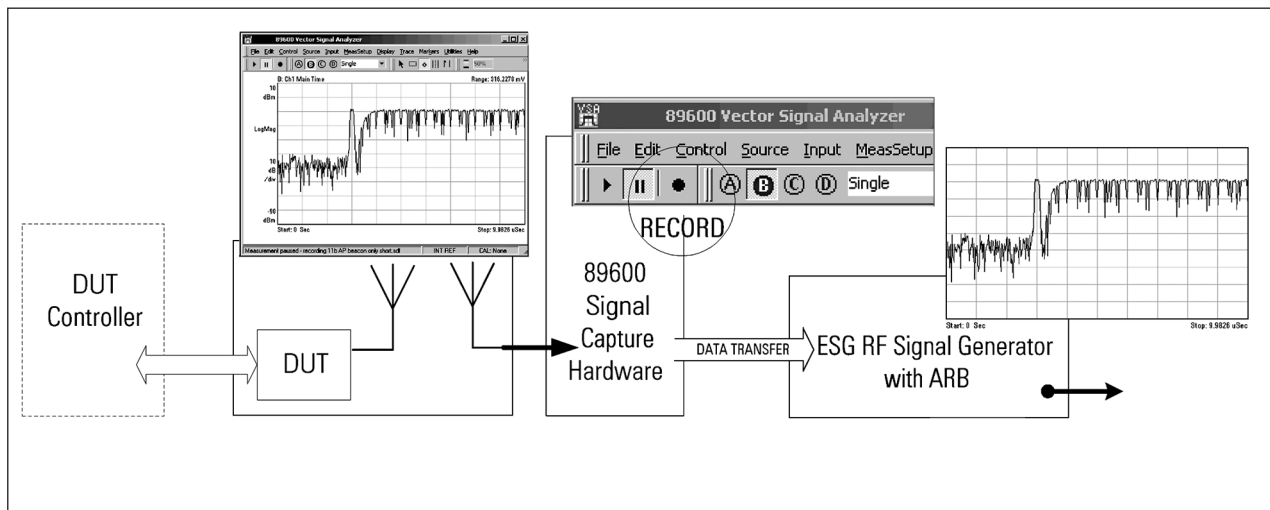 89600 Vector Signal Analyzer
File Edit Control Source Input MeasSetup Display Trace Markers Utilities Help
A B C D Single 90%
B: Ch1 Main Time Range: 316.2278 mV
10
dBm
LogMag
10
dB
/div
-90
dBm
Start: 0 Sec Stop: 9.9826 uSec
Measurement paused - recording 11b AP beacon only short.sdf INT REF CAL: None
VSA
89600 Vector Signal Analyzer
File Edit Control Source Input MeasSetup
A B C D Single
RECORD
Start: 0 Sec Stop: 9.9826 uSec
DUT
Controller
DUT
89600
Signal
Capture
Hardware
DATA TRANSFER
ESG RF Signal Generator
with ARB